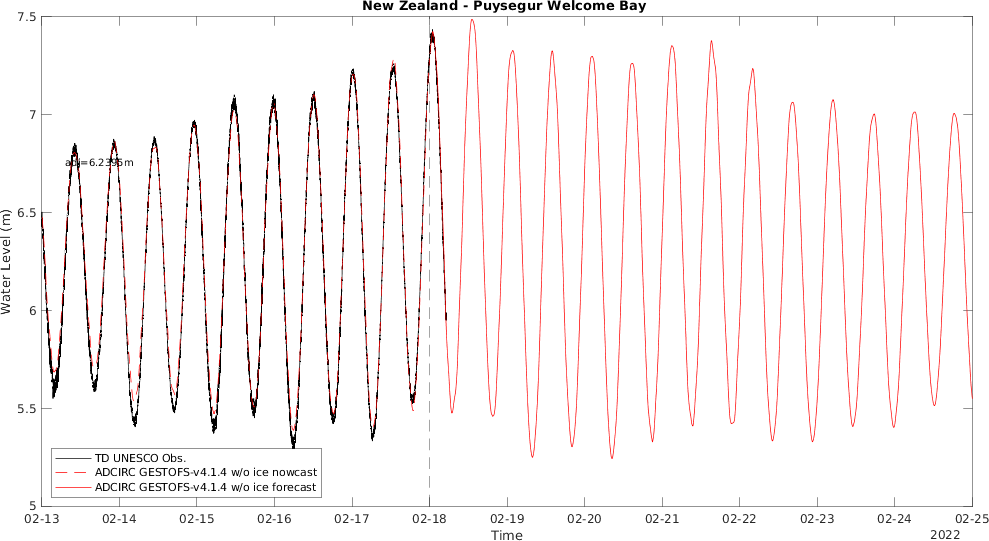 New Zealand - Puysegur Welcome Bay
7.5
7
6.5
6
5.5
5
Water Level (m)
adj=6.2395m
TD UNESCO Obs.
ADCIRC GESTOFS-v4.1.4 w/o ice nowcast
ADCIRC GESTOFS-v4.1.4 w/o ice forecast
02-13 02-14 02-15 02-16 02-17 02-18 02-19 02-20 02-21 02-22 02-23 02-24 02-25
Time
2022